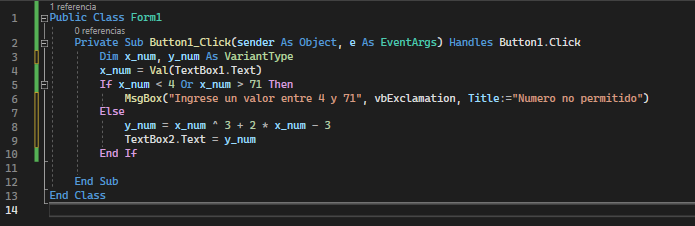 1 referencia
1 Public Class Form1
0 referencias
2 Private Sub Button1_Click(sender As Object, e As EventArgs) Handles Button1.Click
3 Dim x_num, y_num As VariantType
4 x_num = Val(TextBox1.Text)
5 If x_num < 4 Or x_num > 71 Then
6 MsgBox("Ingrese un valor entre 4 y 71", vbExclamation, Title:="Numero no permitido")
7 Else
8 y_num = x_num ^ 3 + 2 * x_num - 3
9 TextBox2.Text = y_num
10 End If
11
12 End Sub
13 End Class
14